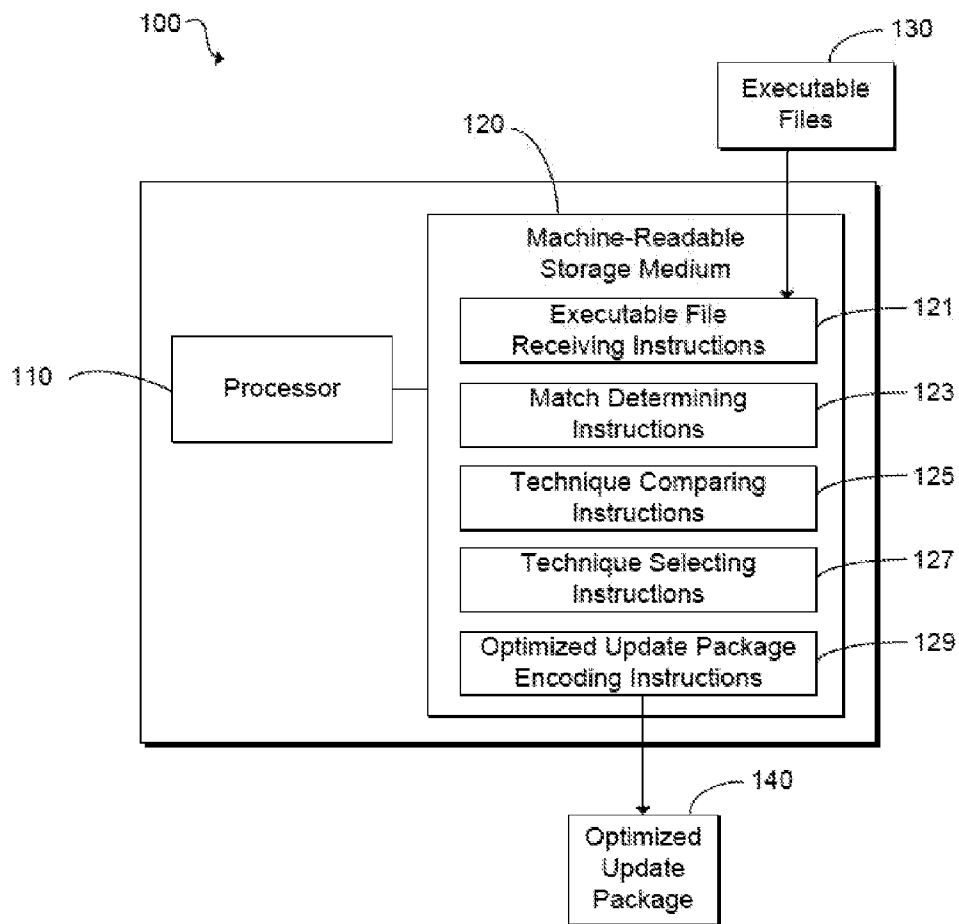 100
130
Executable
Files
120
Machine-Readable
Storage Medium
Executable File
Receiving Instructions
121
110
Processor
Match Determining
Instructions
123
Technique Comparing
Instructions
125
Technique Selecting
Instructions
127
Optimized Update Package
Encoding Instructions
129
140
Optimized
Update
Package